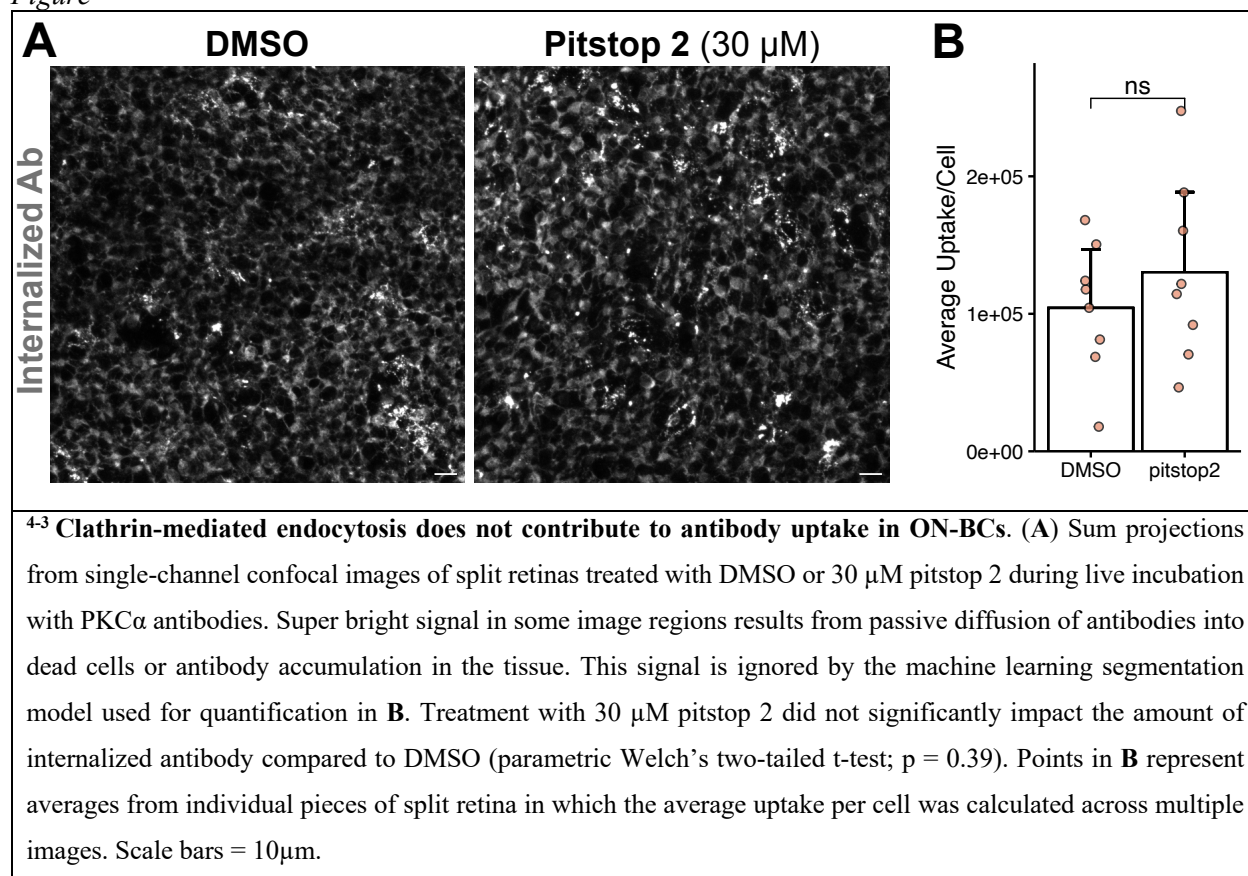 Figure
A
DMSO
Pitstop 2 (30 µM)
B
Internalized Ab
ns
Average Uptake/Cell
2e+05
1e+05
0e+00
DMSO
pitstop2
4-3 Clathrin-mediated endocytosis does not contribute to antibody uptake in ON-BCs. (A) Sum projections
from single-channel confocal images of split retinas treated with DMSO or 30 µM pitstop 2 during live incubation
with PKCα antibodies. Super bright signal in some image regions results from passive diffusion of antibodies into
dead cells or antibody accumulation in the tissue. This signal is ignored by the machine learning segmentation
model used for quantification in B. Treatment with 30 µM pitstop 2 did not significantly impact the amount of
internalized antibody compared to DMSO (parametric Welch’s two-tailed t-test; p = 0.39). Points in B represent
averages from individual pieces of split retina in which the average uptake per cell was calculated across multiple
images. Scale bars = 10µm.